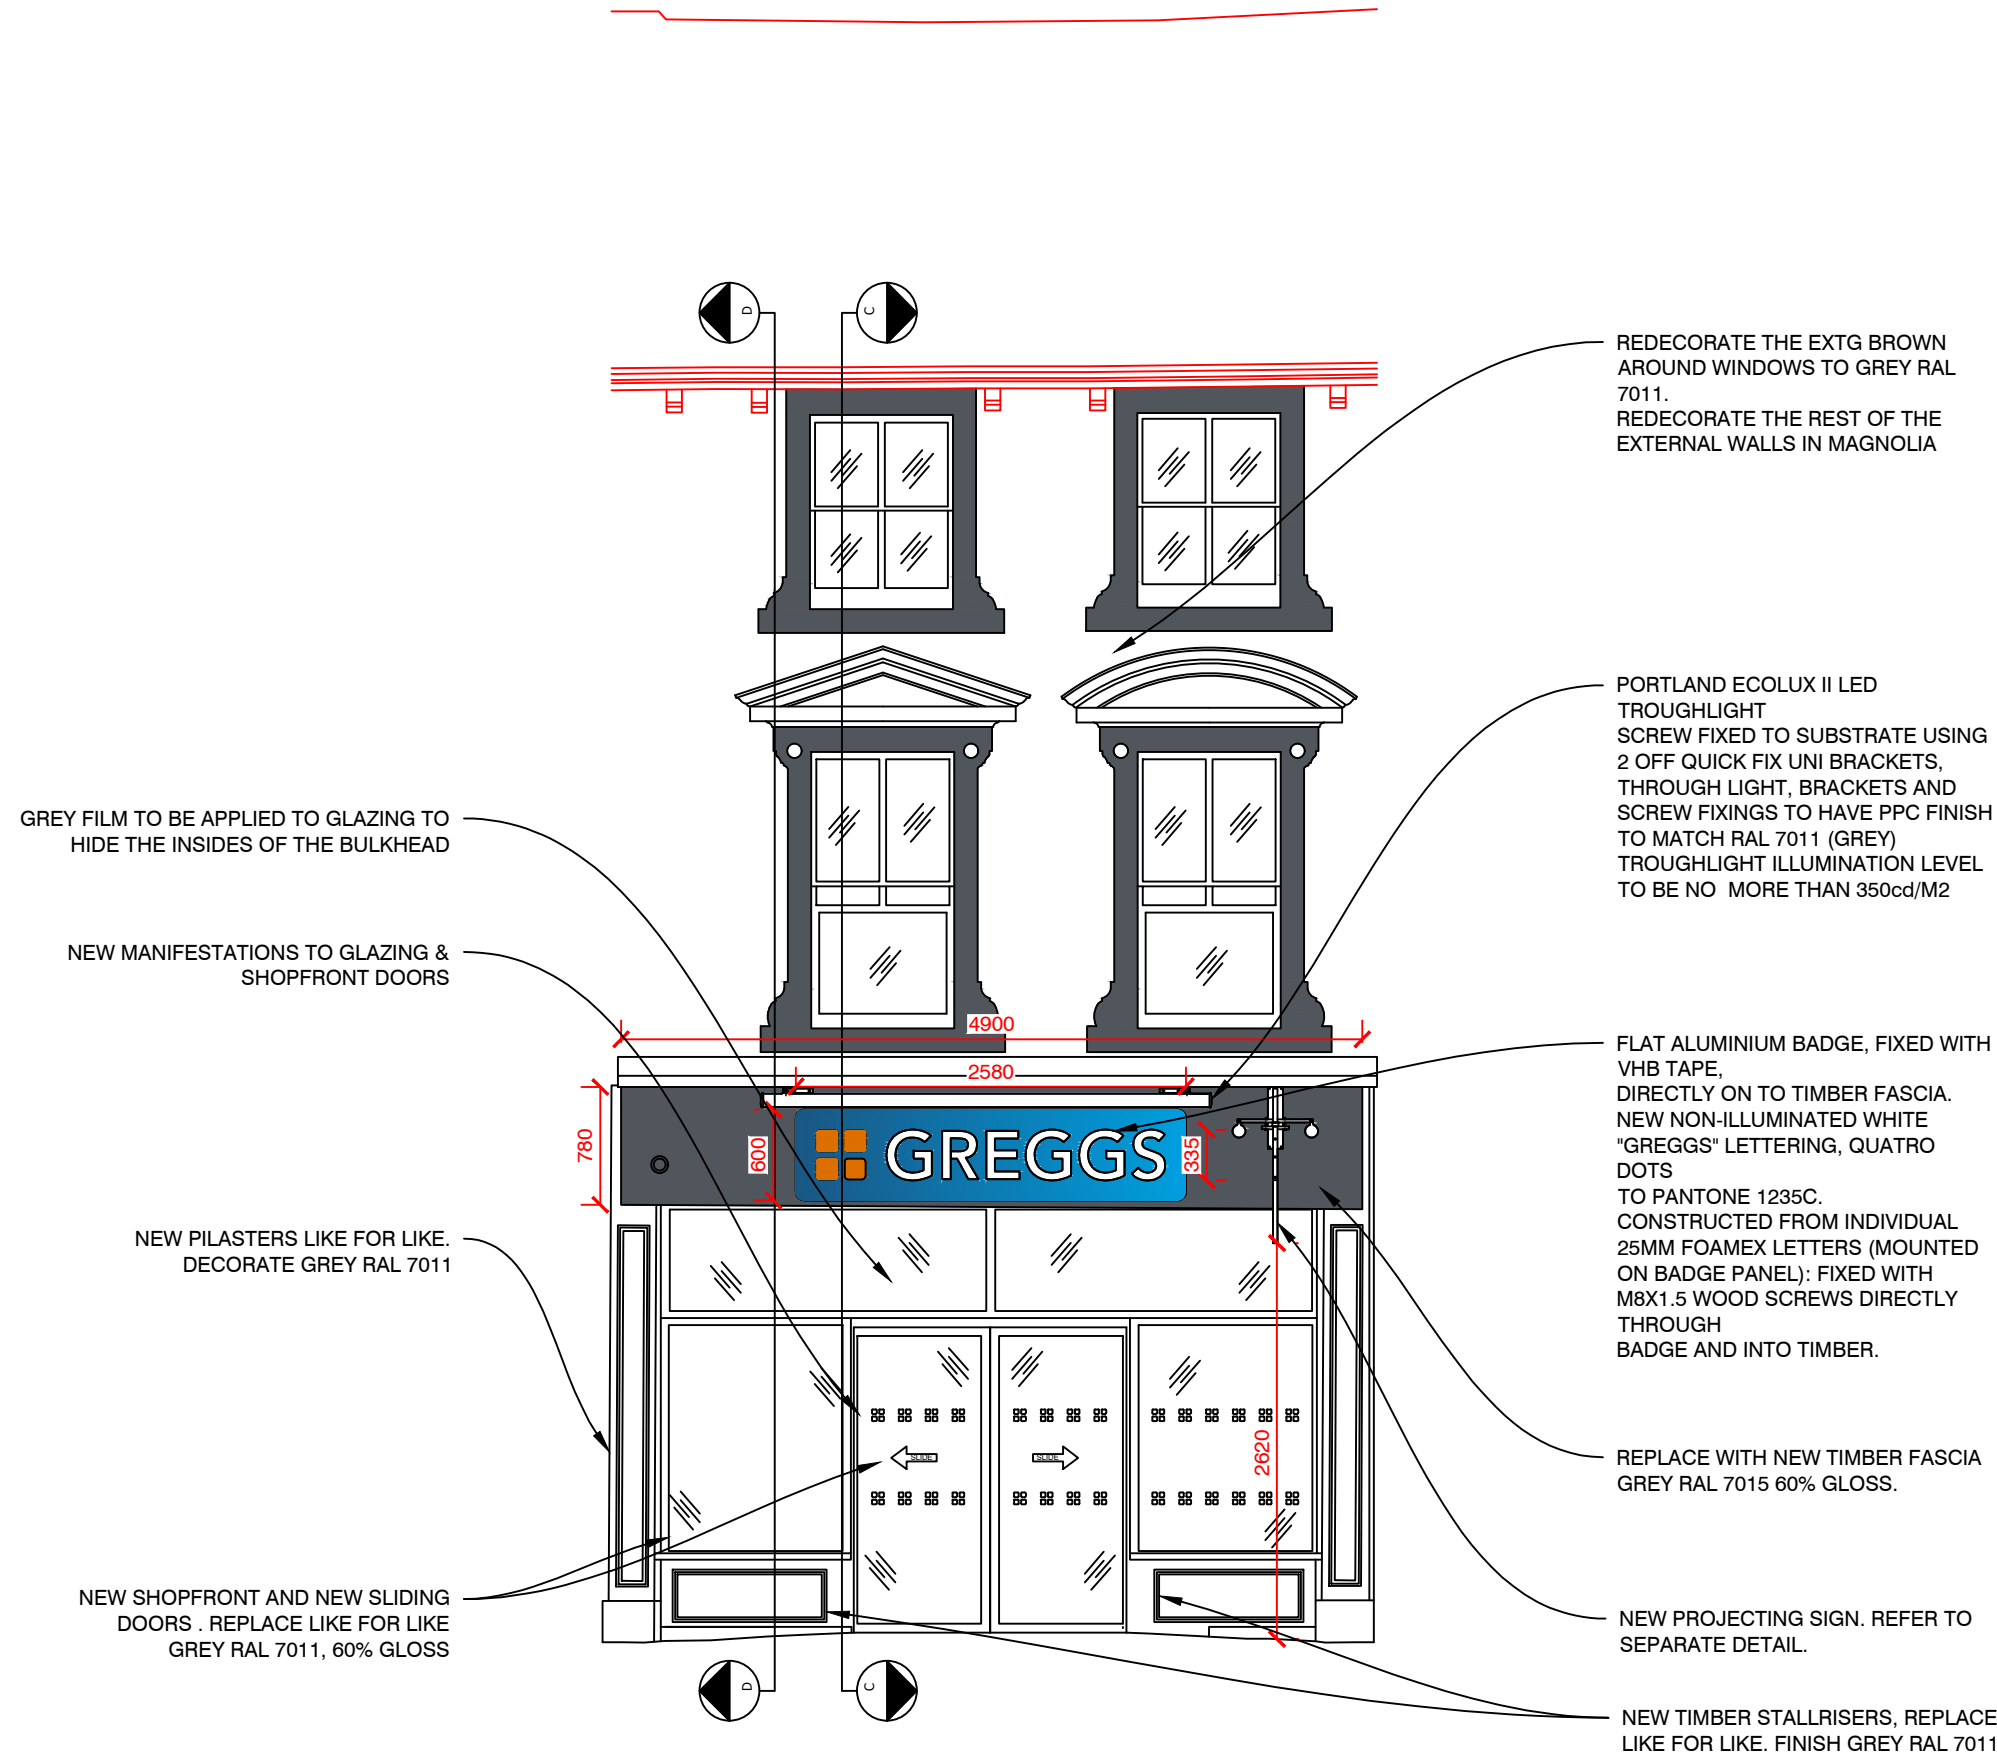 D
C
REDECORATE THE EXTG BROWN
AROUND WINDOWS TO GREY RAL
7011.
REDECORATE THE REST OF THE
EXTERNAL WALLS IN MAGNOLIA
PORTLAND ECOLUX II LED
TROUGHLIGHT
SCREW FIXED TO SUBSTRATE USING
2 OFF QUICK FIX UNI BRACKETS,
THROUGH LIGHT, BRACKETS AND
SCREW FIXINGS TO HAVE PPC FINISH
TO MATCH RAL 7011 (GREY)
TROUGHLIGHT ILLUMINATION LEVEL
TO BE NO MORE THAN 350cd/M2
GREY FILM TO BE APPLIED TO GLAZING TO
HIDE THE INSIDES OF THE BULKHEAD
NEW MANIFESTATIONS TO GLAZING &
SHOPFRONT DOORS
4900
2580
780
600
GREGGS
335
FLAT ALUMINIUM BADGE, FIXED WITH
VHB TAPE,
DIRECTLY ON TO TIMBER FASCIA.
NEW NON-ILLUMINATED WHITE
"GREGGS" LETTERING, QUATRO
DOTS
TO PANTONE 1235C.
CONSTRUCTED FROM INDIVIDUAL
25MM FOAMEX LETTERS (MOUNTED
ON BADGE PANEL): FIXED WITH
M8X1.5 WOOD SCREWS DIRECTLY
THROUGH
BADGE AND INTO TIMBER.
NEW PILASTERS LIKE FOR LIKE.
DECORATE GREY RAL 7011
SLIDE
SLIDE
2620
REPLACE WITH NEW TIMBER FASCIA
GREY RAL 7015 60% GLOSS.
NEW SHOPFRONT AND NEW SLIDING
DOORS . REPLACE LIKE FOR LIKE
GREY RAL 7011, 60% GLOSS
NEW PROJECTING SIGN. REFER TO
SEPARATE DETAIL.
D
C
NEW TIMBER STALLRISERS, REPLACE
LIKE FOR LIKE. FINISH GREY RAL 7011